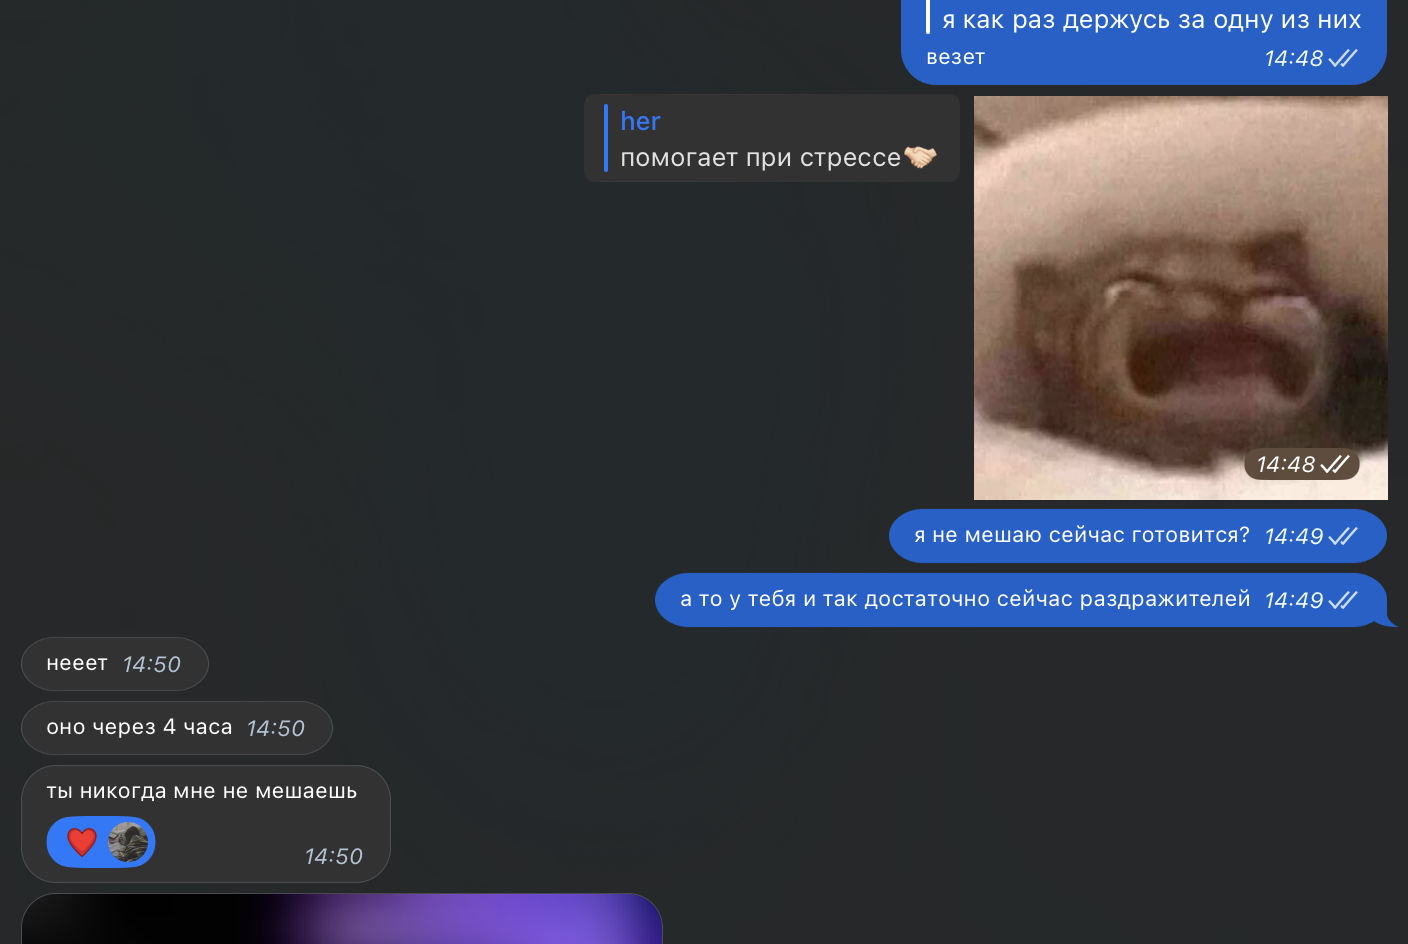 я как раз держусь за одну из них
везет 14:48
her
помогает при стрессе🤝🏻
14:48
я не мешаю сейчас готовится? 14:49
а то у тебя и так достаточно сейчас раздражителей 14:49
нееет 14:50
оно через 4 часа 14:50
ты никогда мне не мешаешь
❤️ 14:50